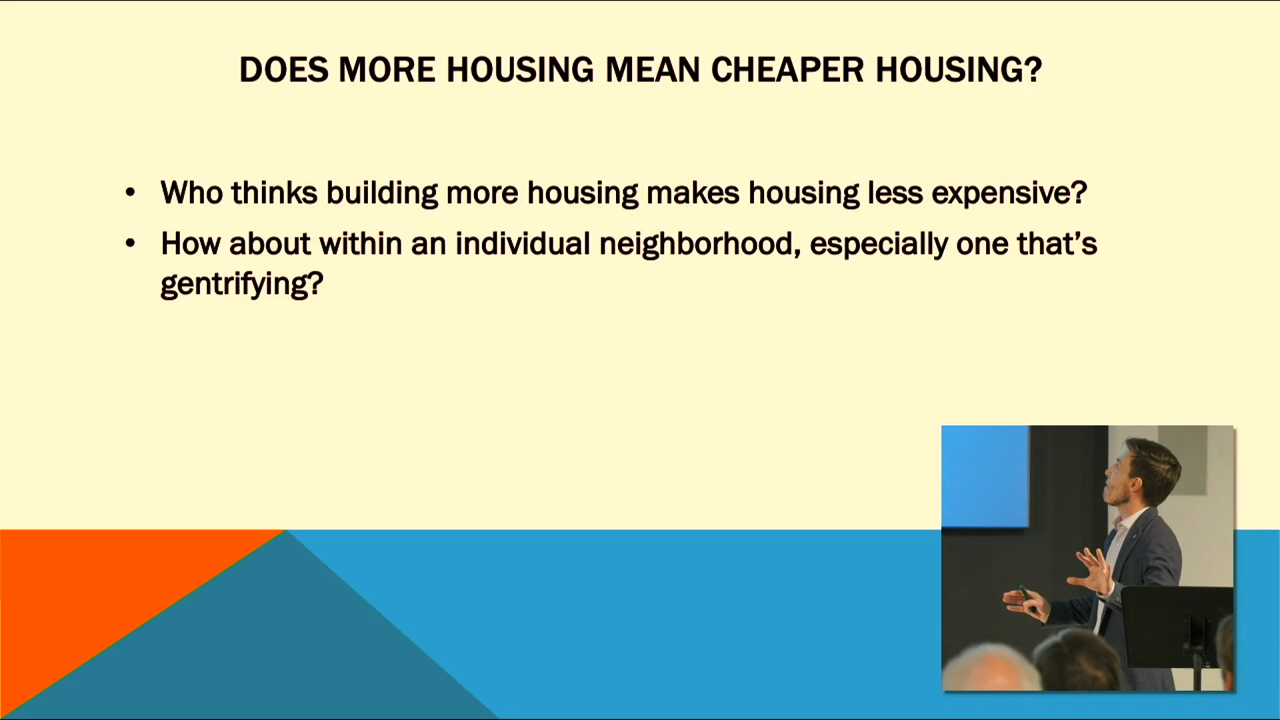 DOES MORE HOUSING MEAN CHEAPER HOUSING?
• Who thinks building more housing makes housing less expensive?
• How about within an individual neighborhood, especially one that’s
gentrifying?